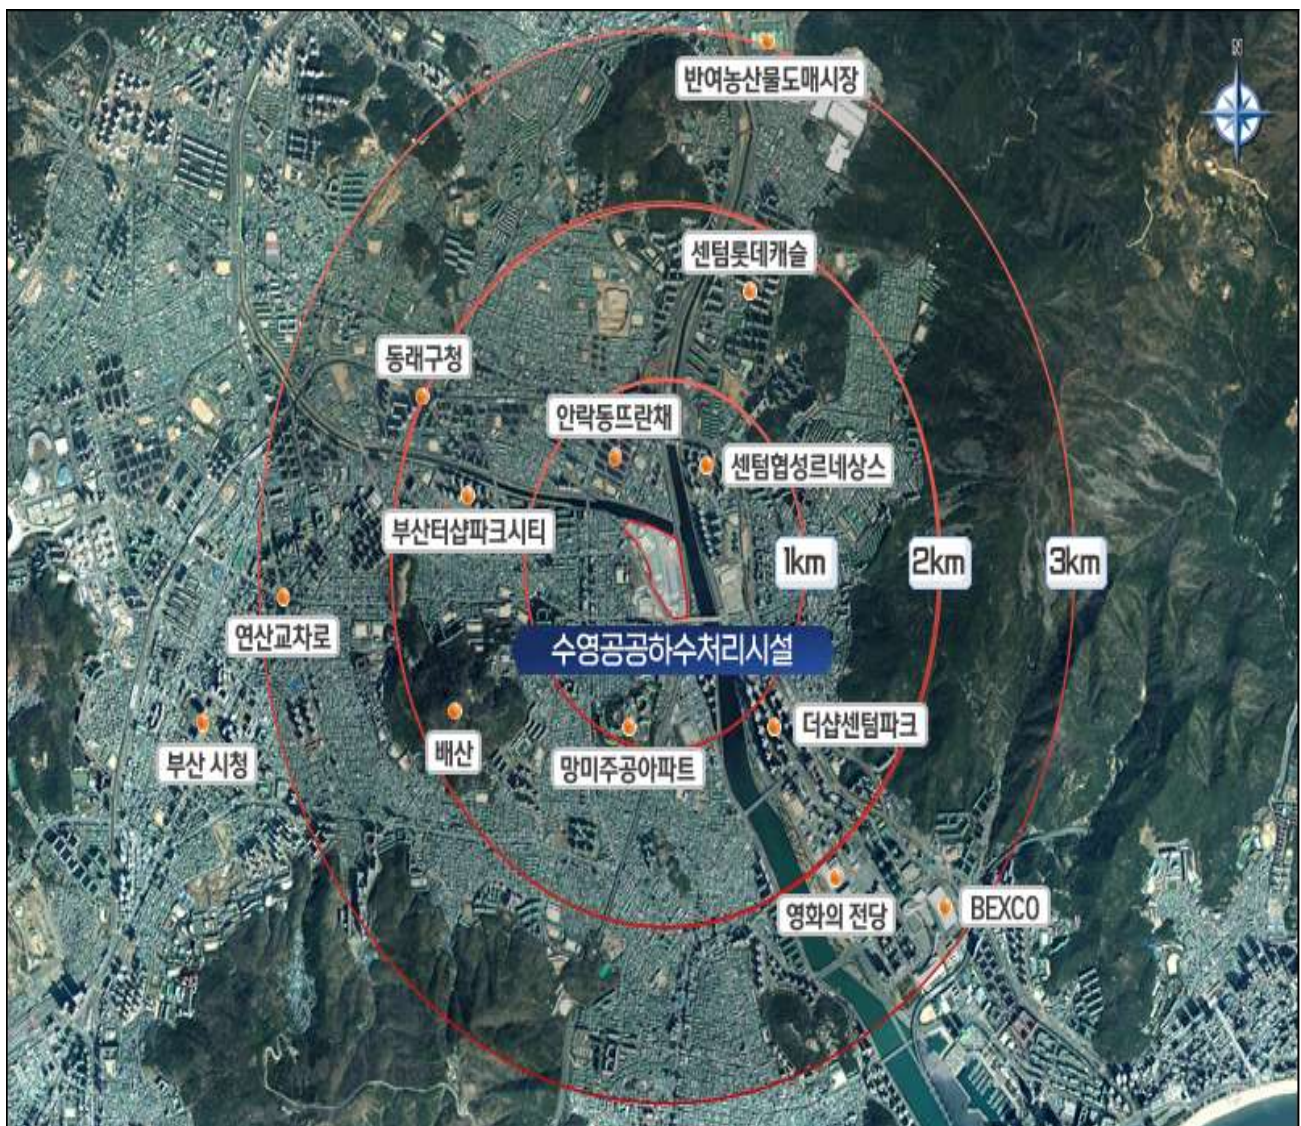 N
반여농산물도매시장
센텀롯데캐슬
동래구청
안락동뜨란채
센텀협성르네상스
부산터샵파크시티
1km
2km
3km
연산교차로
수영공공하수처리시설
더샵센텀파크
배산
부산 시청
망미주공아파트
영화의 전당
BEXCO